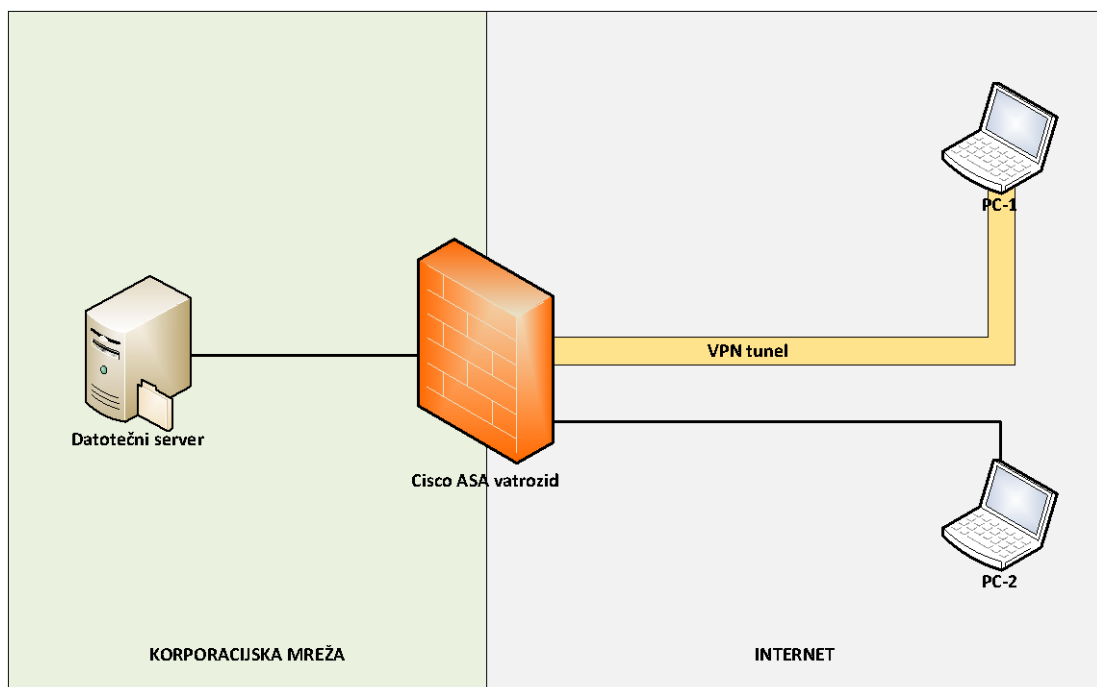 PC-1
VPN tunel
Datotečni server
Cisco ASA vatrozid
PC-2
KORPORACIJSKA MREŽA
INTERNET